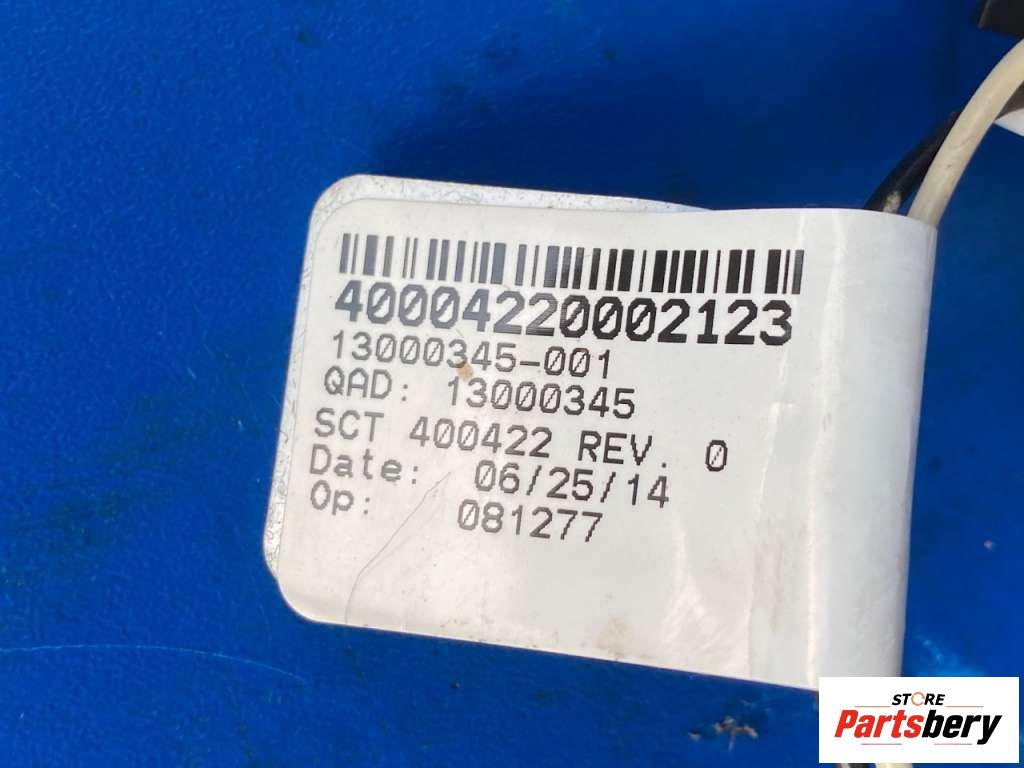 40004220002123
13000345-001
QAD: 13000345
SCT 400422 REV. 0
Date: 06/25/14
Op: 081277
STORE
Partsbery